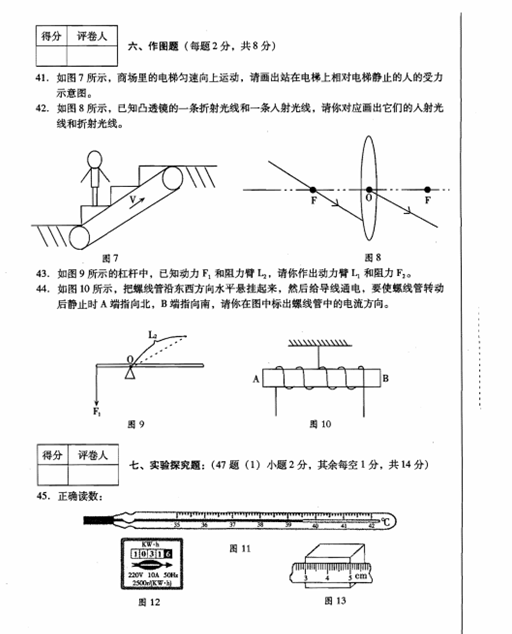 得分 评卷人
六、作图题（每题2分，共8分）
41．如图7所示，商场里的电梯匀速向上运动，请画出站在电梯上相对电梯静止的人的受力
示意图。
42．如图8所示，已知凸透镜的一条折射光线和一条入射光线，请你对应画出它们的入射光
线和折射光线。
V
F O F
图7 图8
43．如图9所示的杠杆中，已知动力F₁和阻力臂L₂，请你作出动力臂L₁和阻力F₂。
44．如图10所示，把螺线管沿东西方向水平悬挂起来，然后给导线通电，要使螺线管转动
后静止时A端指向北，B端指向南，请你在图中标出螺线管中的电流方向。
L₂
O
F₁
A B
图9 图10
得分 评卷人
七、实验探究题：（47题（1）小题2分，其余每空1分，共14分）
45．正确读数：
35 36 37 38 39 40 41 42 ℃
图11
KW·h
1 0 3 1 6
220V 10A 50Hz
2500r/(KW·h)
3 4 5 cm
图12 图13